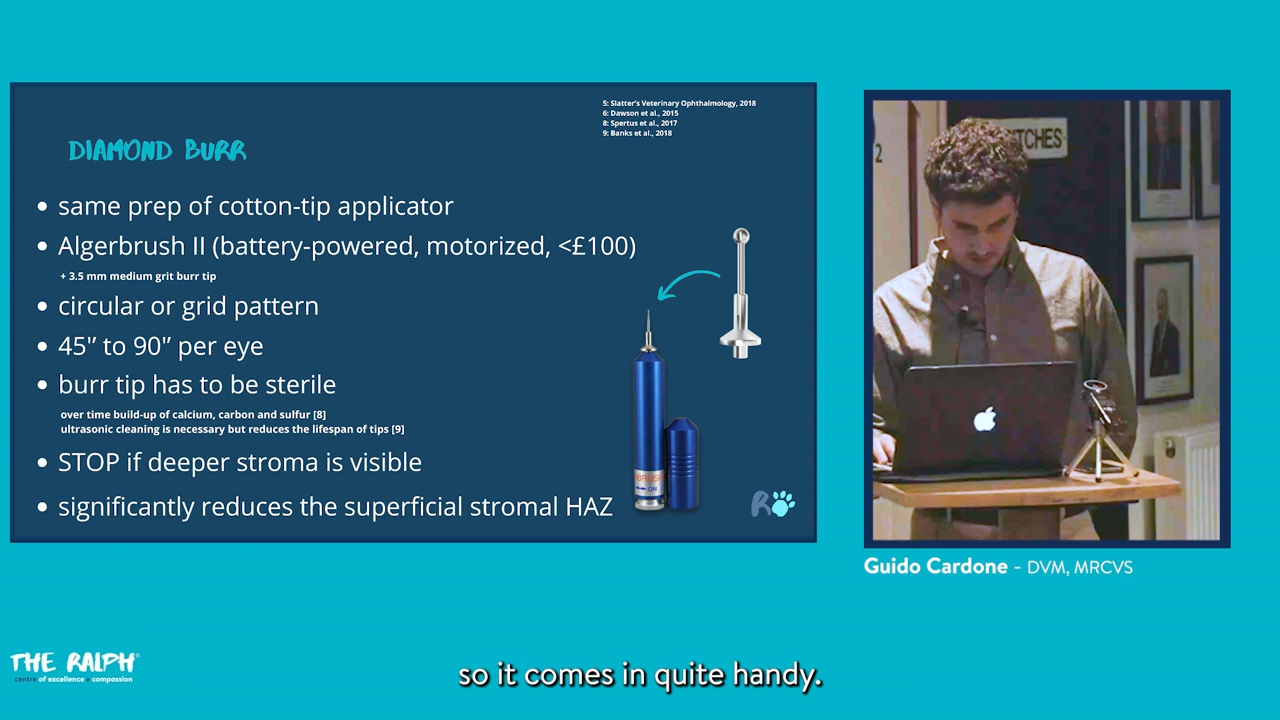 5: Slatter's Veterinary Ophthalmology, 2018
6: Dawson et al., 2015
8: Spertus et al., 2017
9: Banks et al., 2018
DIAMOND BURR
• same prep of cotton-tip applicator
• Algerbrush II (battery-powered, motorized, <£100)
+ 3.5 mm medium grit burr tip
• circular or grid pattern
• 45” to 90” per eye
• burr tip has to be sterile
over time build-up of calcium, carbon and sulfur [8]
ultrasonic cleaning is necessary but reduces the lifespan of tips [9]
• STOP if deeper stroma is visible
• significantly reduces the superficial stromal HAZ
BRUSH
ON
R
2
TCHES
Guido Cardone - DVM, MRCVS
THE RALPH®
centre of excellence + compassion
so it comes in quite handy.